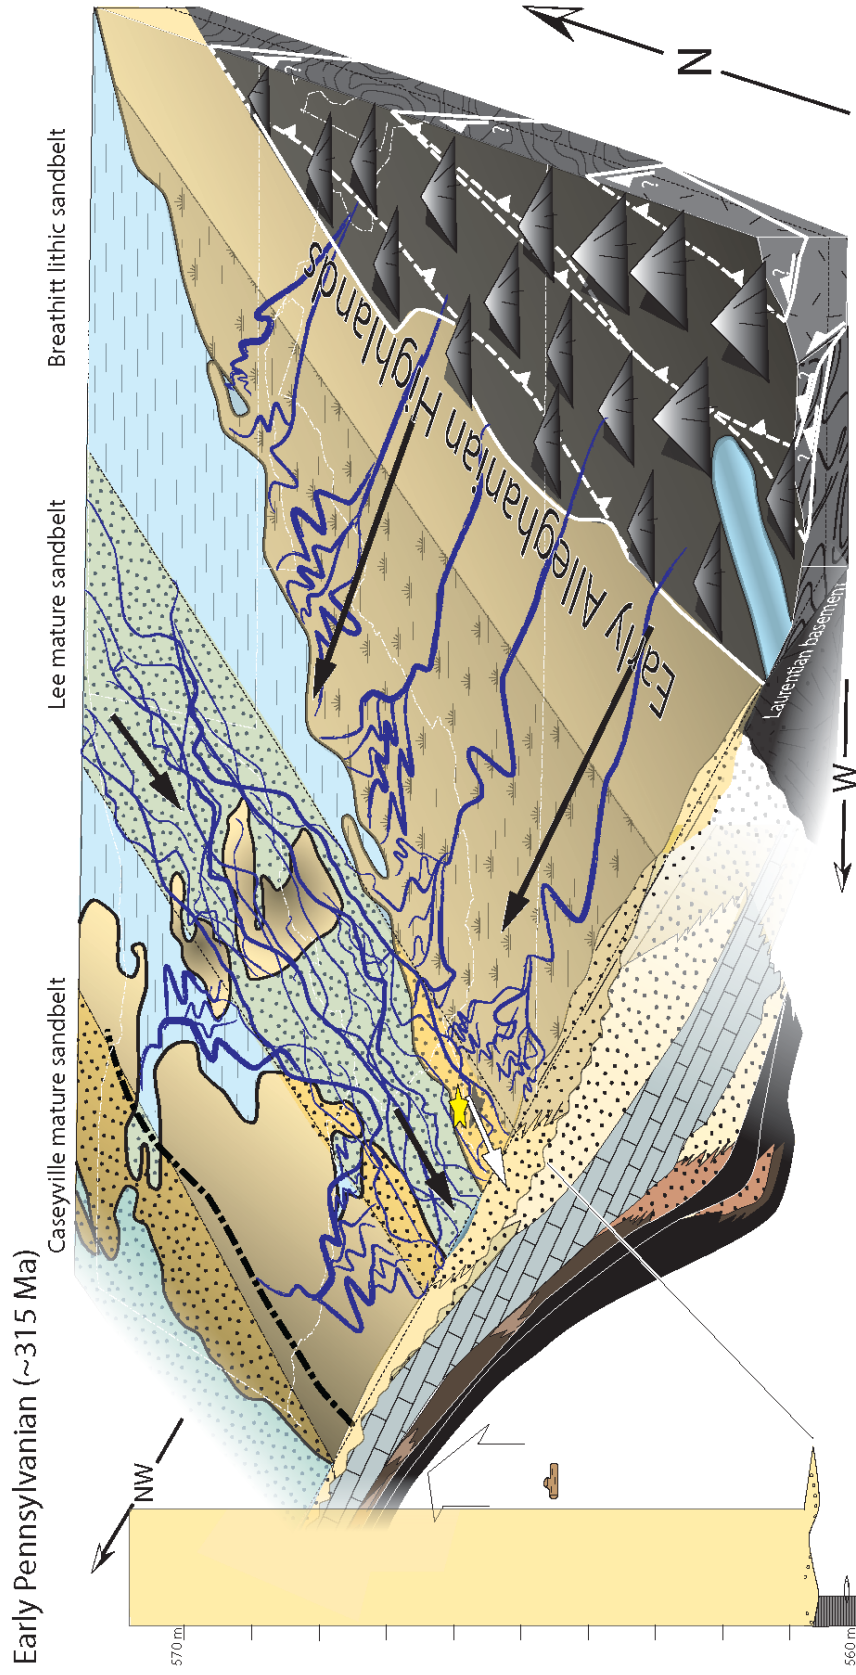 Early Pennsylvanian (~315 Ma)
Caseyville mature sandbelt
Lee mature sandbelt
Breathitt lithic sandbelt
NW
N
W
Early Alleghanian Highlands
Laurentian basement
?
?
?
?
?
?
?
570 m
560 m